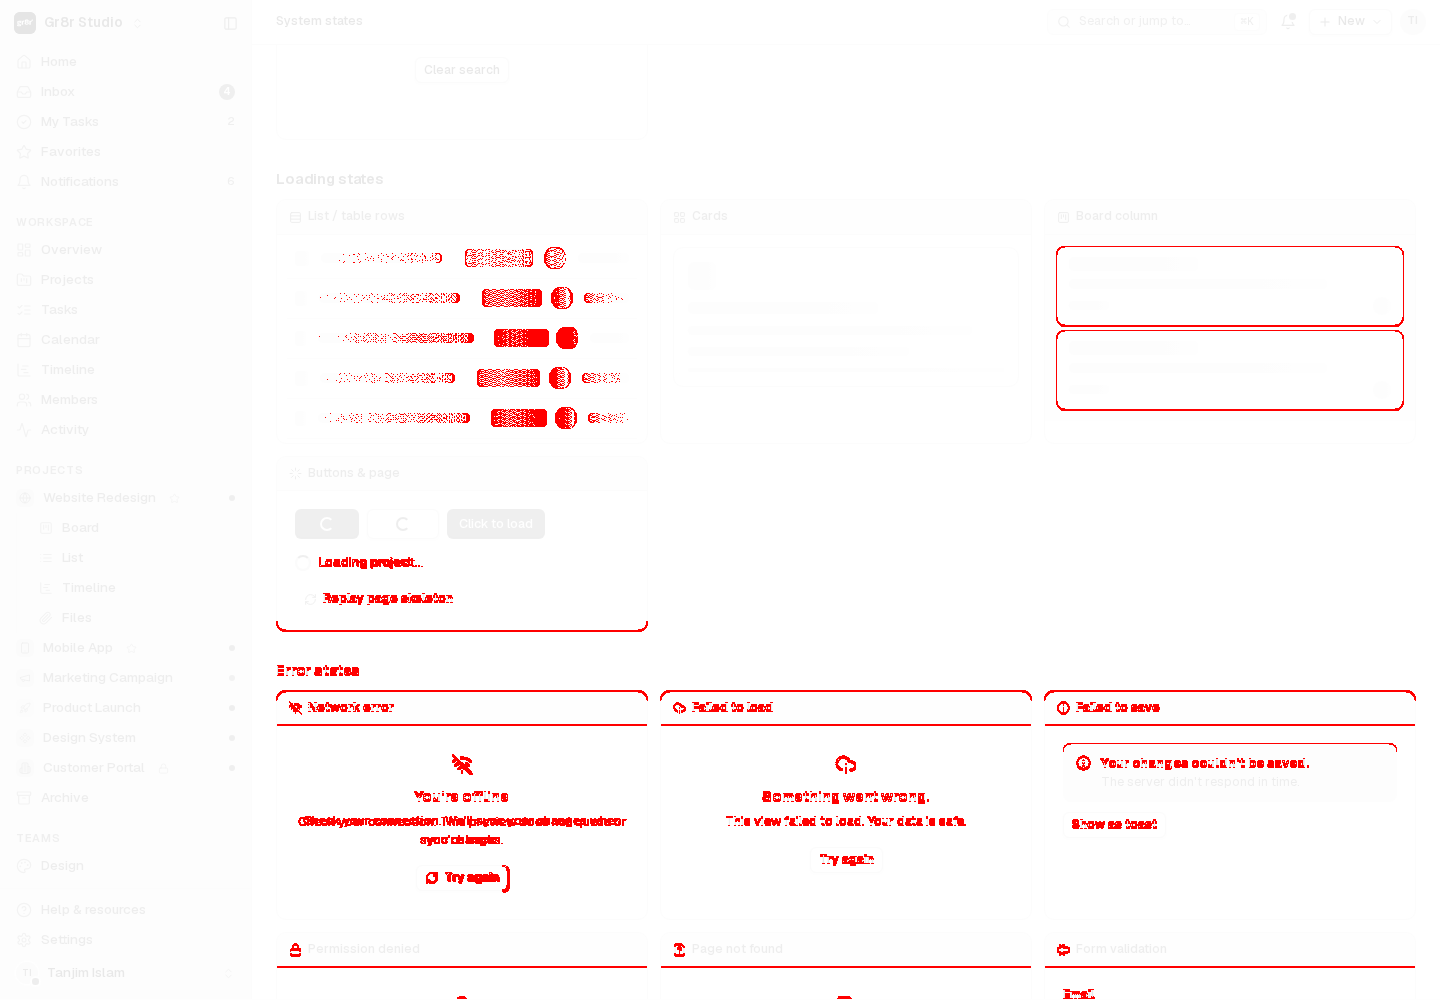 gr8r Gr8r Studio
System states
Search or jump to...
⌘K
New
TI
Home
Inbox 4
My Tasks 2
Favorites
Notifications 6
WORKSPACE
Overview
Projects
Tasks
Calendar
Timeline
Members
Activity
PROJECTS
Website Redesign
Board
List
Timeline
Files
Mobile App
Marketing Campaign
Product Launch
Design System
Customer Portal
Archive
TEAMS
Design
Help & resources
Settings
TI Tanjim Islam
Clear search
Loading states
List / table rows
Cards
Board column
Buttons & page
Click to load
Loading project...
Replay page skeleton
Error states
Network error
You're offline
sync changes.
Try again
Failed to load
Something went wrong.
This view failed to load. Your data is safe.
Try again
Failed to save
Your changes couldn't be saved.
The server didn't respond in time.
Show as toast
Permission denied
Page not found
Form validation
Email